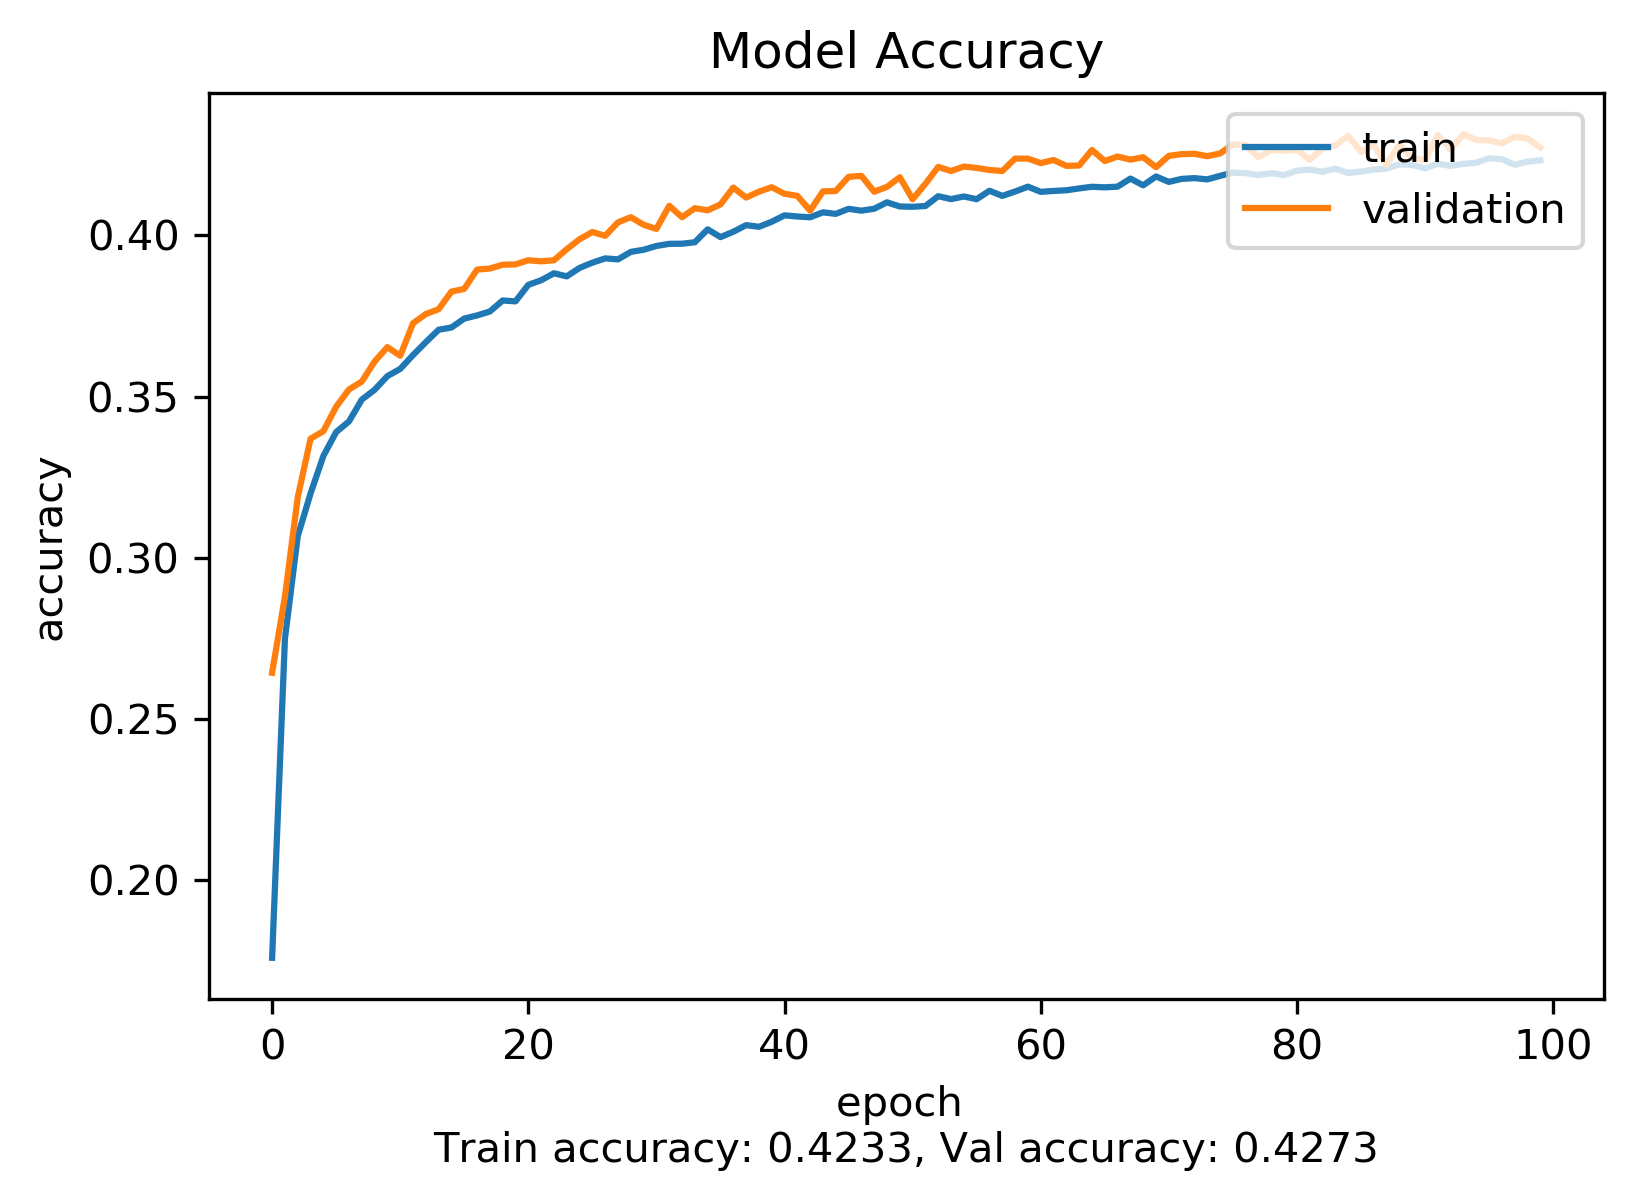 Model Accuracy
train
validation
accuracy
0.40
0.35
0.30
0.25
0.20
0 20 40 60 80 100
epoch
Train accuracy: 0.4233, Val accuracy: 0.4273